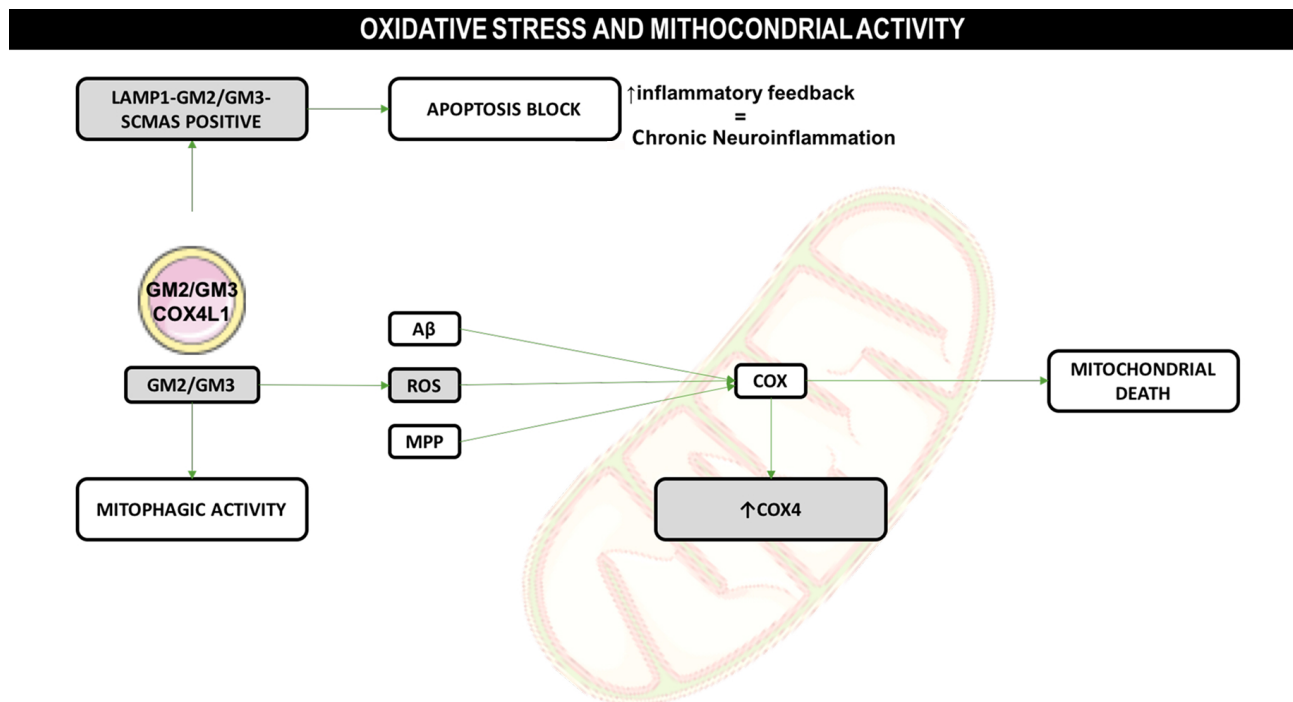 OXIDATIVE STRESS AND MITHOCONDRIAL ACTIVITY
LAMP1-GM2/GM3-
SCMAS POSITIVE
APOPTOSIS BLOCK
↑inflammatory feedback
=
Chronic Neuroinflammation
GM2/GM3
COX4L1
GM2/GM3
MITOPHAGIC ACTIVITY
Aβ
ROS
MPP
COX
↑COX4
MITOCHONDRIAL
DEATH